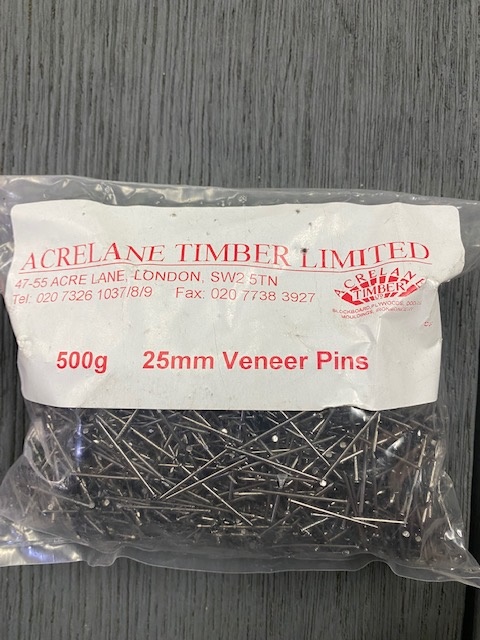 ACRELANE TIMBER LIMITED
47-55 ACRE LANE, LONDON, SW2 5TN
Tel: 020 7326 1037/8/9 Fax: 020 7738 3927
ACRELANE
TIMBER
500g 25mm Veneer Pins